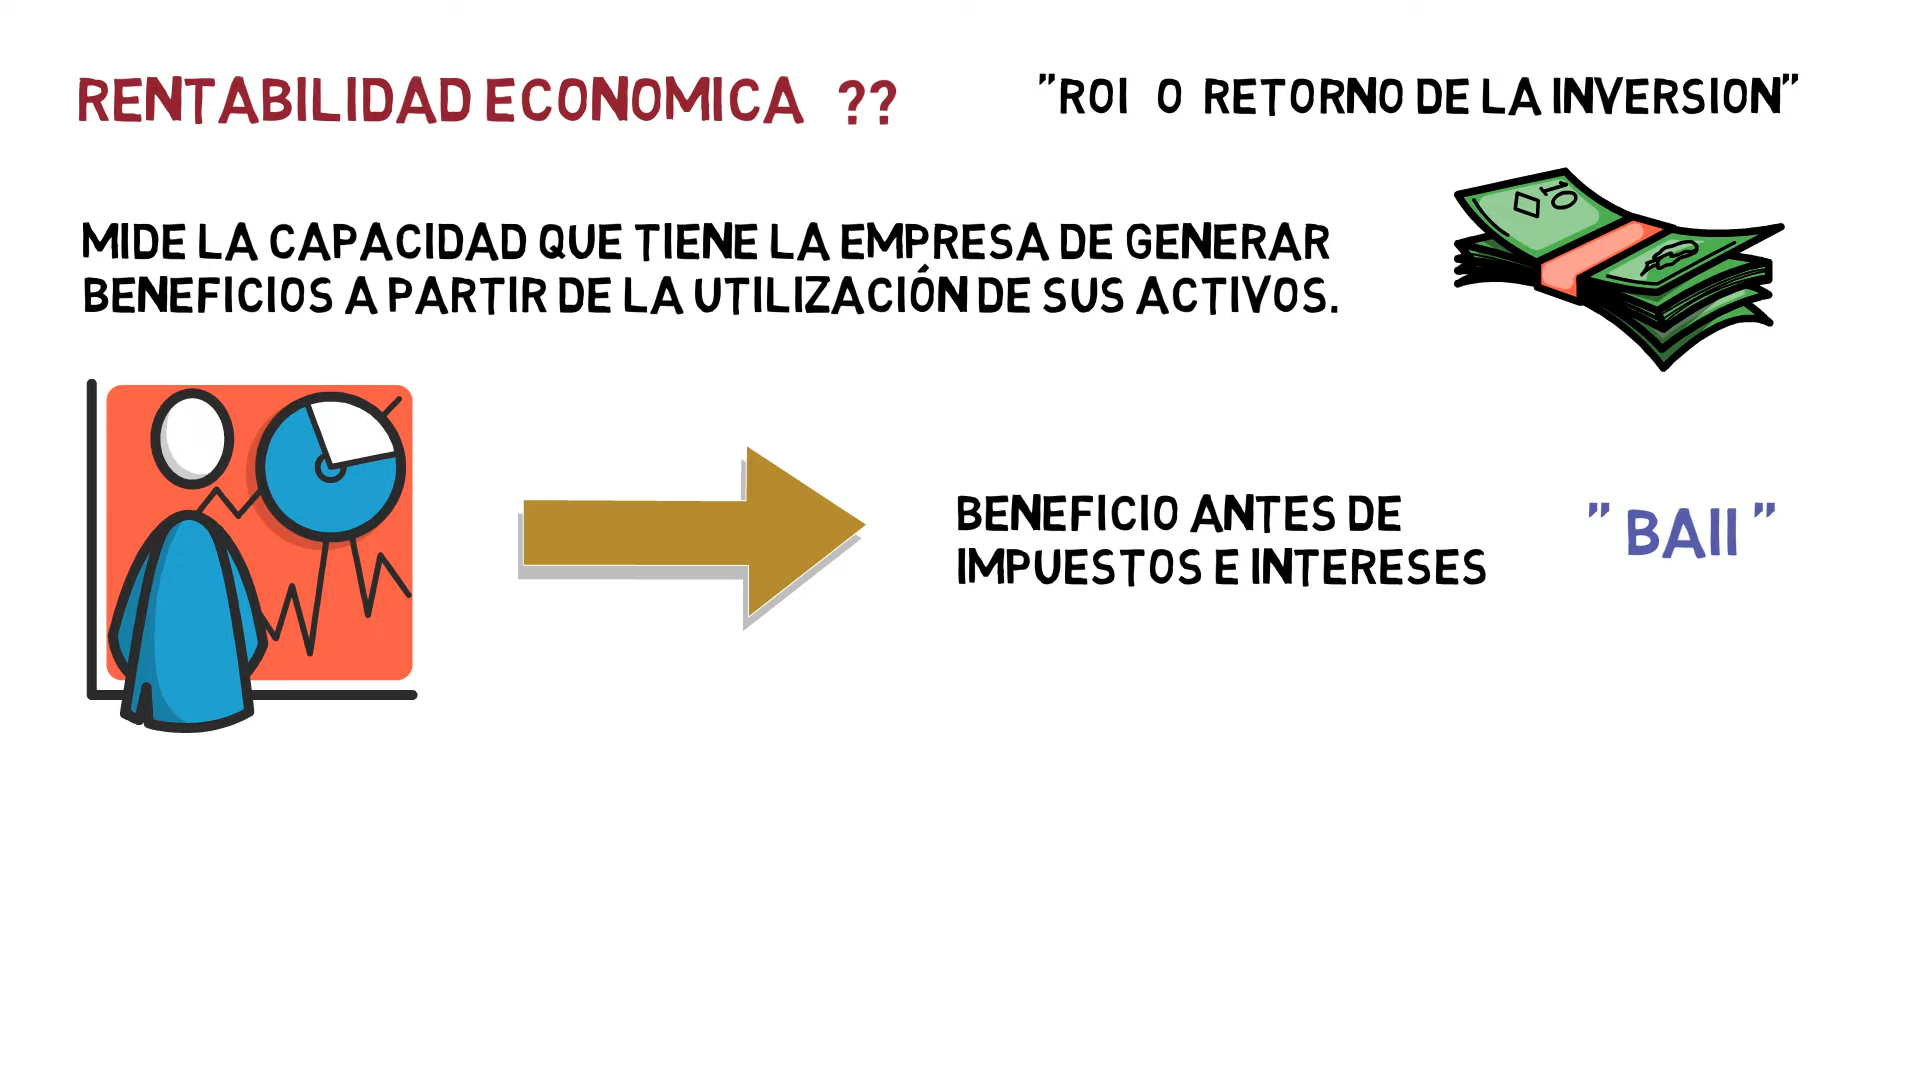 RENTABILIDAD ECONOMICA ??
"ROI O RETORNO DE LA INVERSION"
MIDE LA CAPACIDAD QUE TIENE LA EMPRESA DE GENERAR
BENEFICIOS A PARTIR DE LA UTILIZACIÓN DE SUS ACTIVOS.
10
BENEFICIO ANTES DE
IMPUESTOS E INTERESES
" BAII "